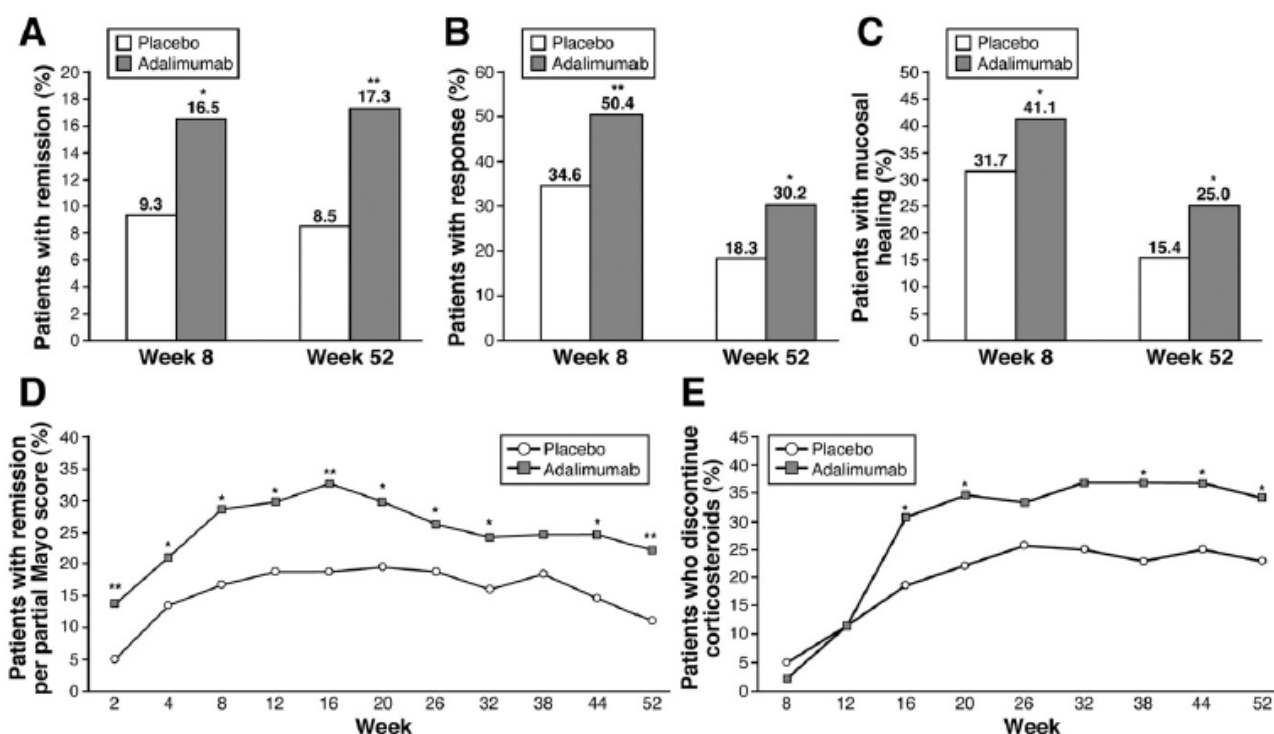 A
Placebo
Adalimumab
Patients with remission (%)
20
18
16
14
12
10
8
6
4
2
0
9.3
*
16.5
8.5
**
17.3
Week 8
Week 52
B
Placebo
Adalimumab
Patients with response (%)
60
50
40
30
20
10
0
34.6
**
50.4
18.3
*
30.2
Week 8
Week 52
C
Placebo
Adalimumab
Patients with mucosal
healing (%)
50
45
40
35
30
25
20
15
10
5
0
31.7
*
41.1
15.4
*
25.0
Week 8
Week 52
D
Placebo
Adalimumab
Patients with remission
per partial Mayo score (%)
40
35
30
25
20
15
10
5
0
** * * * ** * * * * **
2 4 8 12 16 20 26 32 38 44 52
Week
E
Placebo
Adalimumab
Patients who discontinue
corticosteroids (%)
45
40
35
30
25
20
15
10
5
0
* * * * *
8 12 16 20 26 32 38 44 52
Week